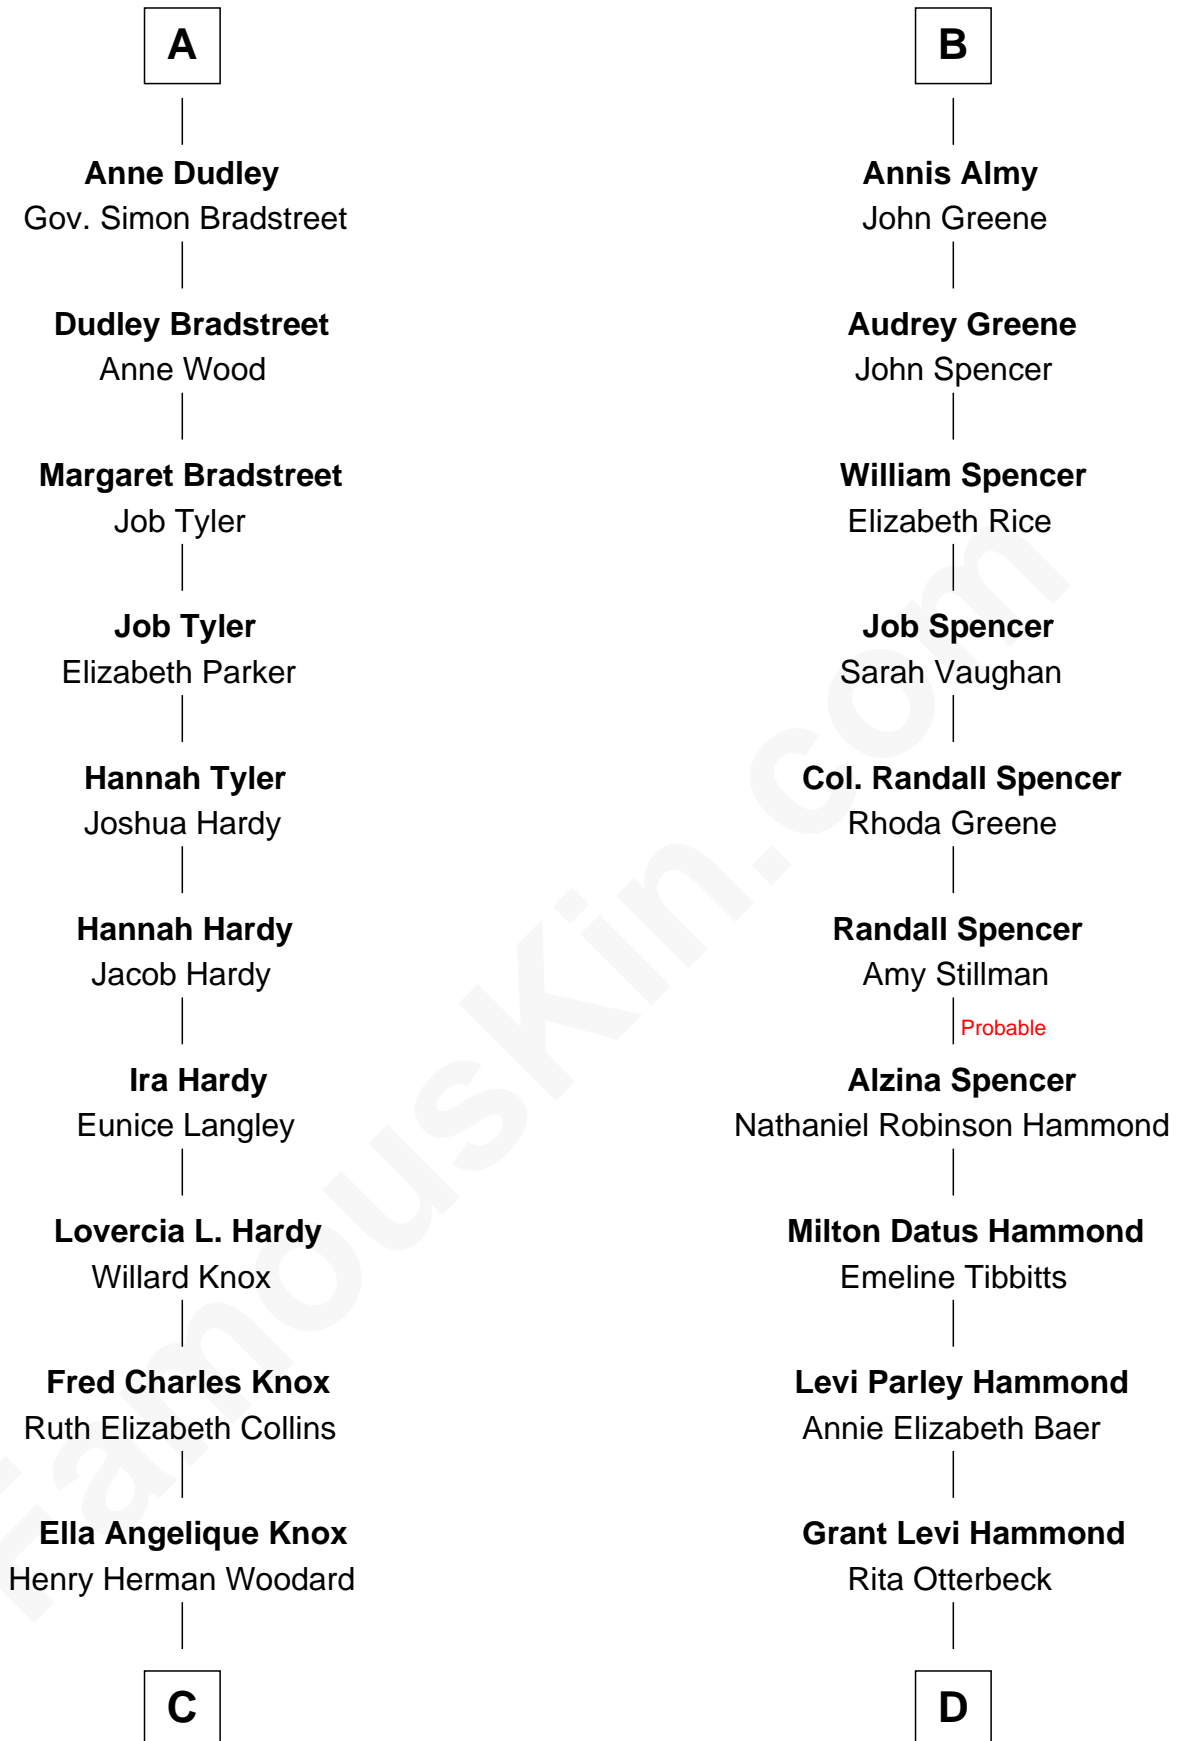 A
Anne Dudley
Gov. Simon Bradstreet
Dudley Bradstreet
Anne Wood
Margaret Bradstreet
Job Tyler
Job Tyler
Elizabeth Parker
Hannah Tyler
Joshua Hardy
Hannah Hardy
Jacob Hardy
Ira Hardy
Eunice Langley
Lovercia L. Hardy
Willard Knox
Fred Charles Knox
Ruth Elizabeth Collins
Ella Angelique Knox
Henry Herman Woodard
C
B
Annis Almy
John Greene
Audrey Greene
John Spencer
William Spencer
Elizabeth Rice
Job Spencer
Sarah Vaughan
Col. Randall Spencer
Rhoda Greene
Randall Spencer
Amy Stillman
Probable
Alzina Spencer
Nathaniel Robinson Hammond
Milton Datus Hammond
Emeline Tibbitts
Levi Parley Hammond
Annie Elizabeth Baer
Grant Levi Hammond
Rita Otterbeck
D
FamousKin.com